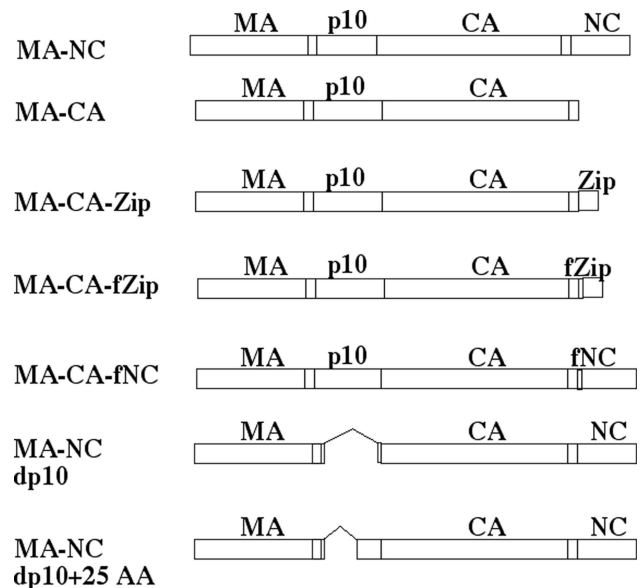 MA p10 CA NC
MA-NC
MA p10 CA
MA-CA
MA p10 CA Zip
MA-CA-Zip
MA p10 CA fZip
MA-CA-fZip
MA p10 CA fNC
MA-CA-fNC
MA CA NC
MA-NC
dp10
MA CA NC
MA-NC
dp10+25 AA